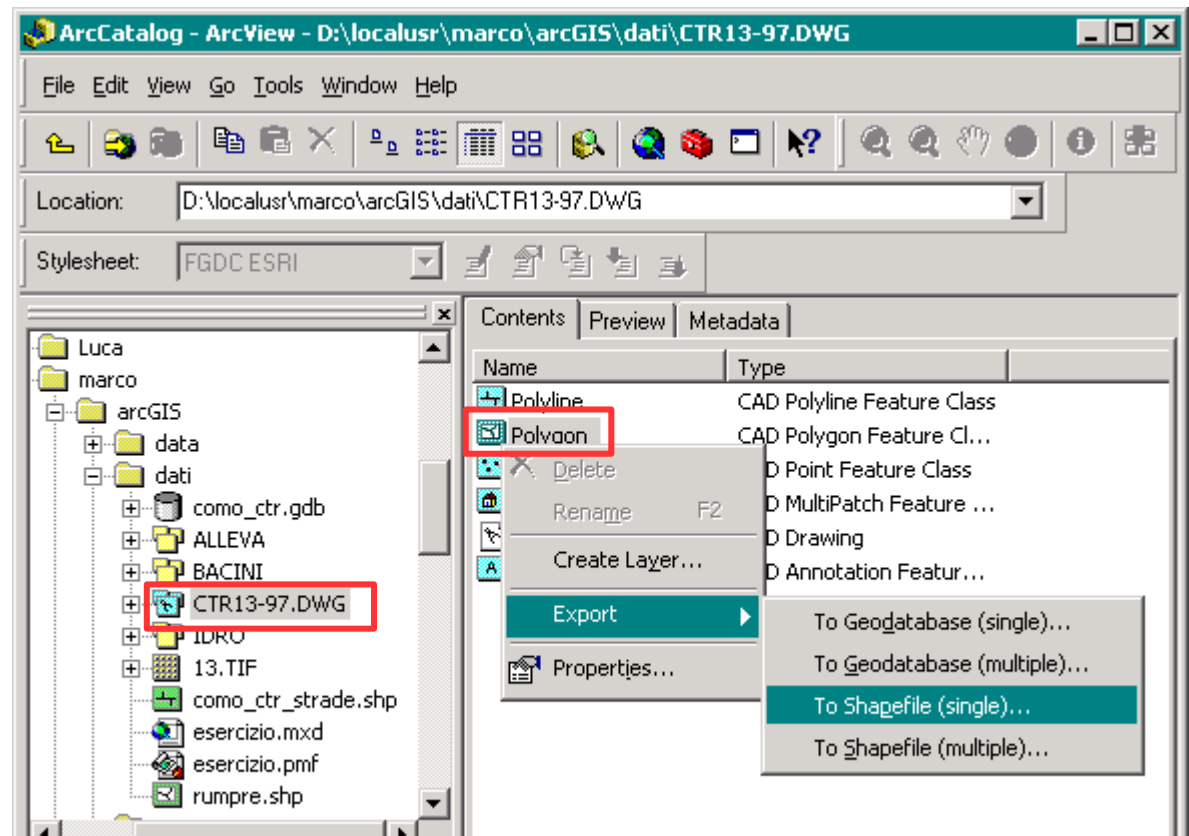 ArcCatalog - ArcView - D:\localusr\marco\arcGIS\dati\CTR13-97.DWG
File Edit View Go Tools Window Help
Location: D:\localusr\marco\arcGIS\dati\CTR13-97.DWG
Stylesheet: FGDC ESRI
Luca
marco
arcGIS
data
dati
como_ctr.gdb
ALLEVA
BACINI
CTR13-97.DWG
IDRO
13.TIF
como_ctr_strade.shp
esercizio.mxd
esercizio.pmf
rumpre.shp
Contents Preview Metadata
Name Type
Polyline CAD Polyline Feature Class
Polygon CAD Polygon Feature Cl...
D Point Feature Class
D MultiPatch Feature ...
D Drawing
D Annotation Featur...
Delete
Rename F2
Create Layer...
Export
Properties...
To Geodatabase (single)...
To Geodatabase (multiple)...
To Shapefile (single)...
To Shapefile (multiple)...